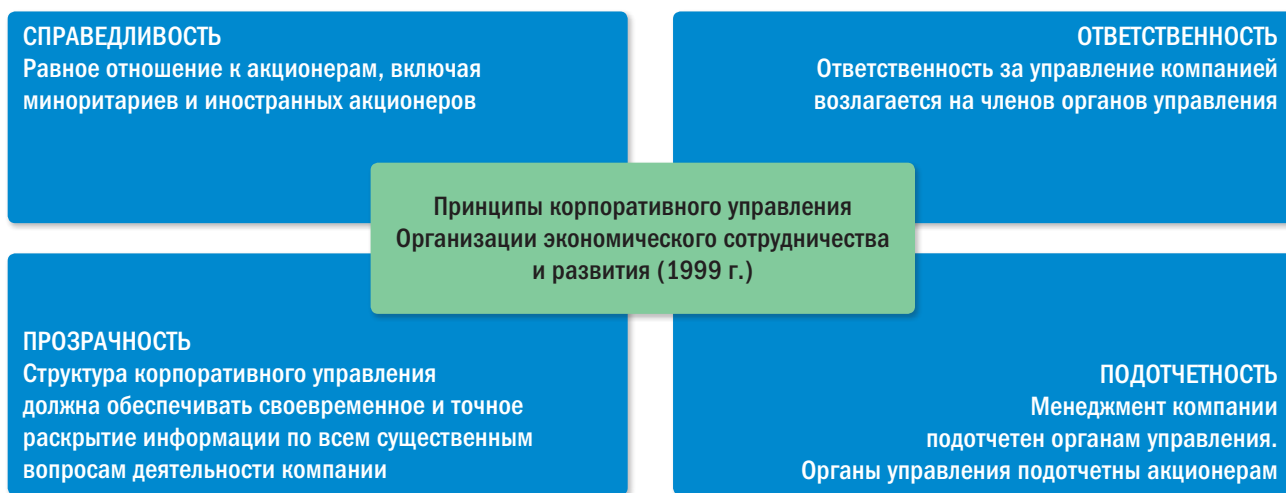 СПРАВЕДЛИВОСТЬ
Равное отношение к акционерам, включая
миноритариев и иностранных акционеров
ОТВЕТСТВЕННОСТЬ
Ответственность за управление компанией
возлагается на членов органов управления
Принципы корпоративного управления
Организации экономического сотрудничества
и развития (1999 г.)
ПРОЗРАЧНОСТЬ
Структура корпоративного управления
должна обеспечивать своевременное и точное
раскрытие информации по всем существенным
вопросам деятельности компании
ПОДОТЧЕТНОСТЬ
Менеджмент компании
подотчетен органам управления.
Органы управления подотчетны акционерам